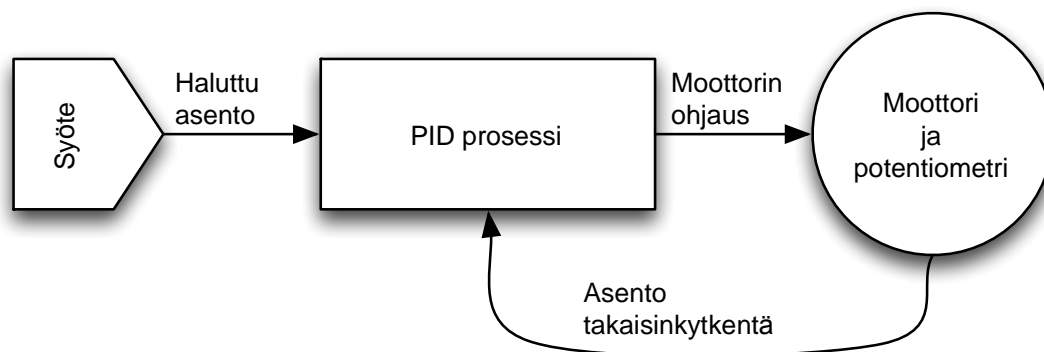 Syöte
Haluttu
asento
PID prosessi
Moottorin
ohjaus
Moottori
ja
potentiometri
Asento
takaisinkytkentä